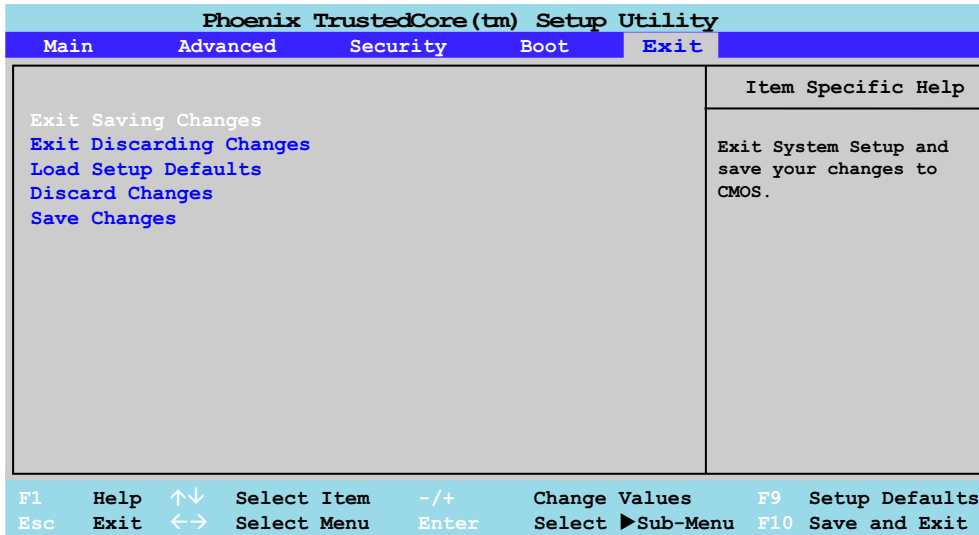 Phoenix TrustedCore(tm) Setup Utility
Main Advanced Security Boot Exit
Item Specific Help
Exit Saving Changes
Exit Discarding Changes
Load Setup Defaults
Discard Changes
Save Changes
Exit System Setup and
save your changes to
CMOS.
F1 Help ↑↓ Select Item -/+ Change Values F9 Setup Defaults
Esc Exit ←→ Select Menu Enter Select ▶Sub-Menu F10 Save and Exit